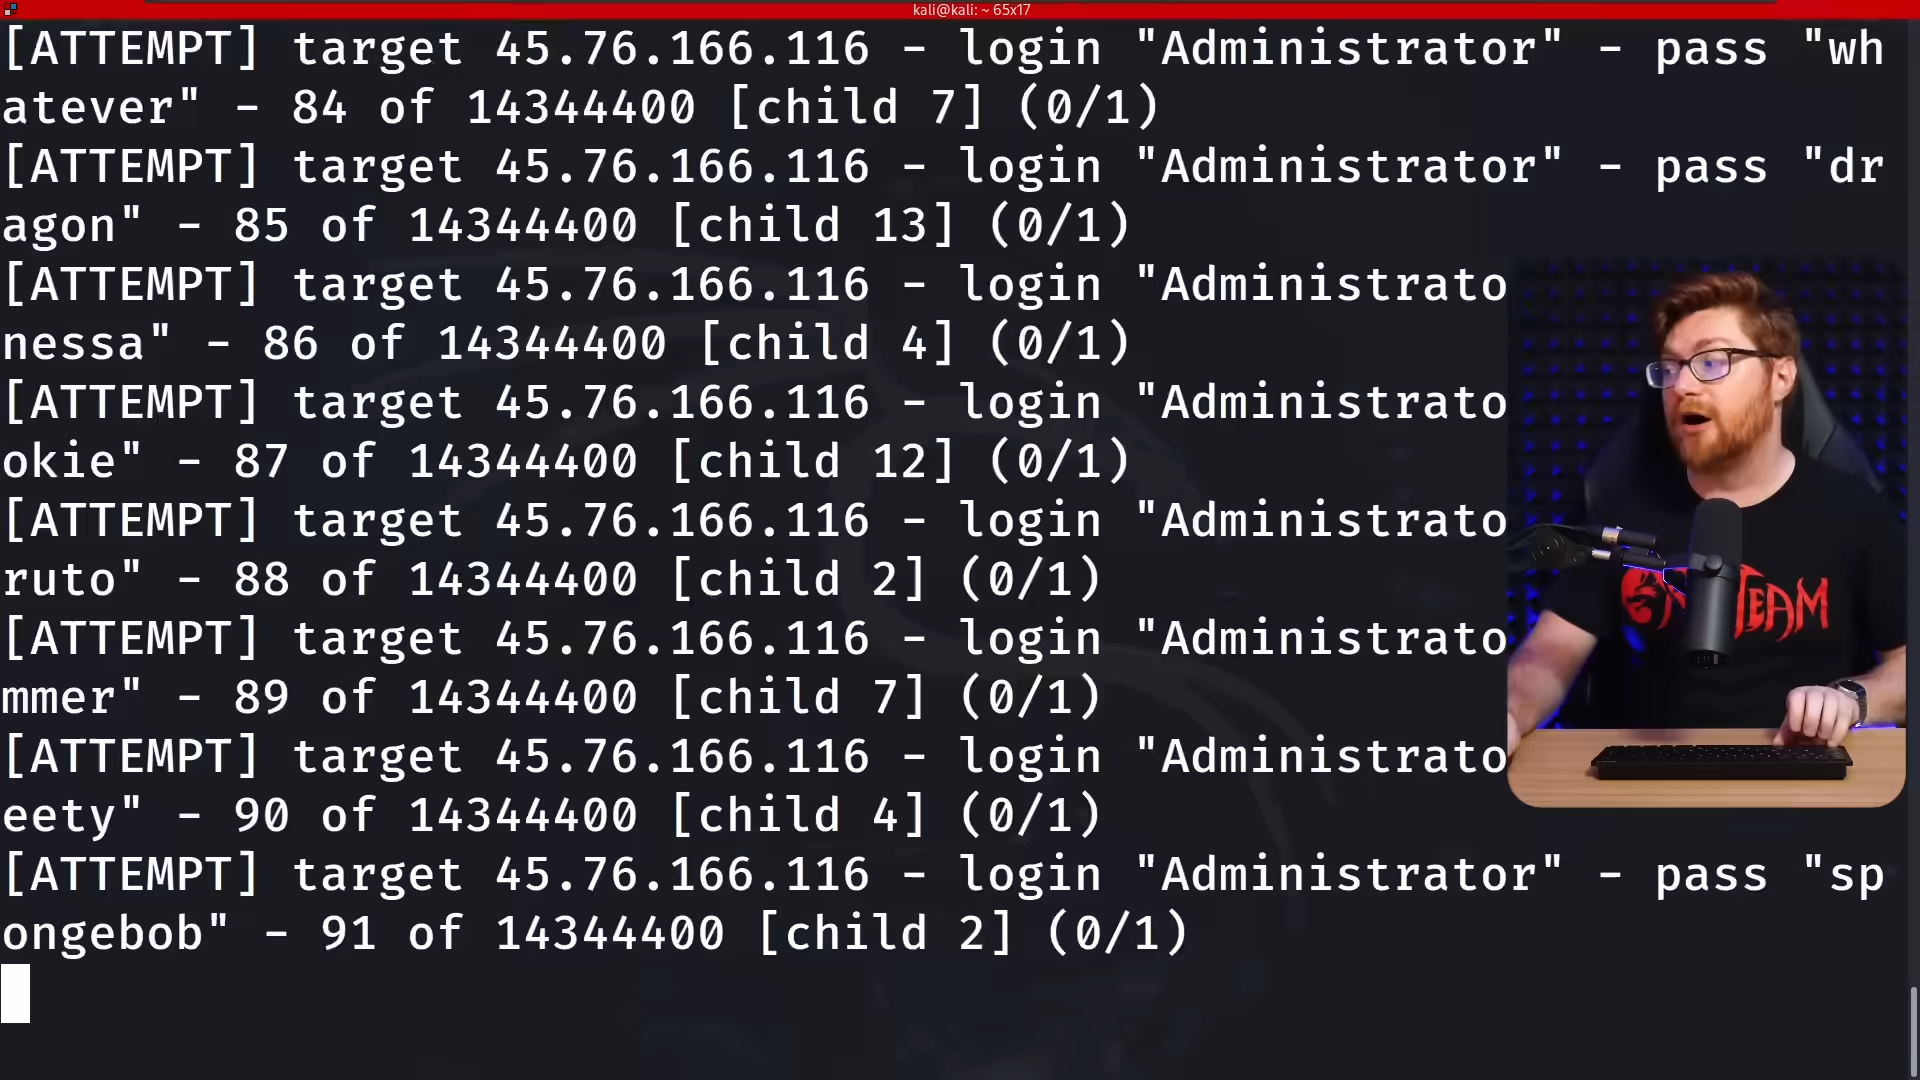 kali@kali: ~ 65x17
[ATTEMPT] target 45.76.166.116 - login "Administrator" - pass "wh
atever" - 84 of 14344400 [child 7] (0/1)
[ATTEMPT] target 45.76.166.116 - login "Administrator" - pass "dr
agon" - 85 of 14344400 [child 13] (0/1)
[ATTEMPT] target 45.76.166.116 - login "Administrato
nessa" - 86 of 14344400 [child 4] (0/1)
[ATTEMPT] target 45.76.166.116 - login "Administrato
okie" - 87 of 14344400 [child 12] (0/1)
[ATTEMPT] target 45.76.166.116 - login "Administrato
ruto" - 88 of 14344400 [child 2] (0/1)
[ATTEMPT] target 45.76.166.116 - login "Administrato
mmer" - 89 of 14344400 [child 7] (0/1)
[ATTEMPT] target 45.76.166.116 - login "Administrato
eety" - 90 of 14344400 [child 4] (0/1)
[ATTEMPT] target 45.76.166.116 - login "Administrator" - pass "sp
ongebob" - 91 of 14344400 [child 2] (0/1)
TEAM